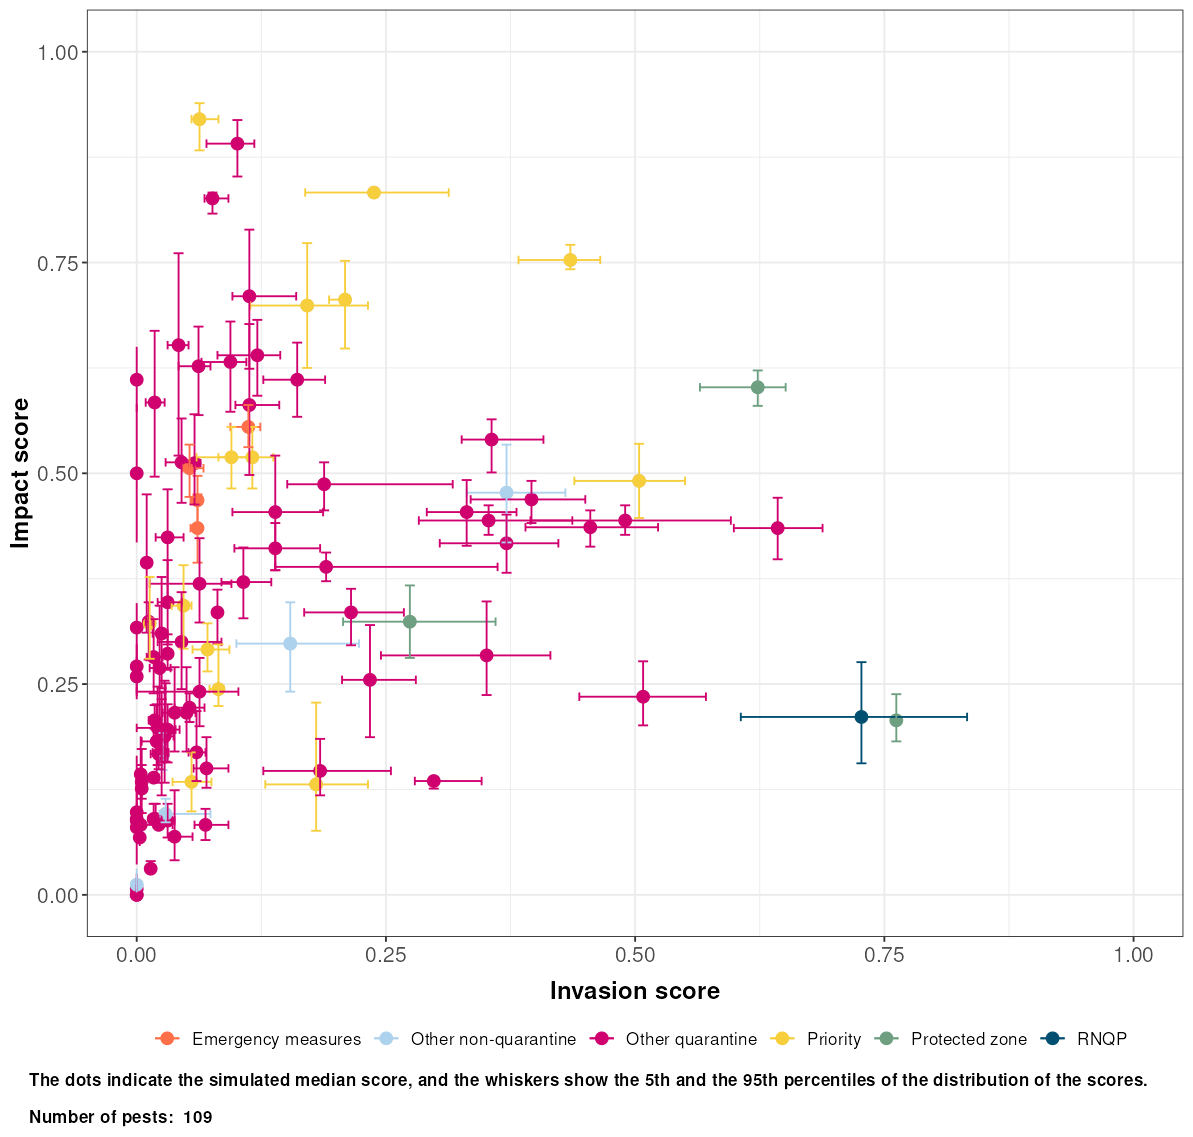 1.00
0.75
0.50
0.25
0.00
Impact score
0.00 0.25 0.50 0.75 1.00
Invasion score
Emergency measures Other non-quarantine Other quarantine Priority Protected zone RNQP
The dots indicate the simulated median score, and the whiskers show the 5th and the 95th percentiles of the distribution of the scores.
Number of pests: 109